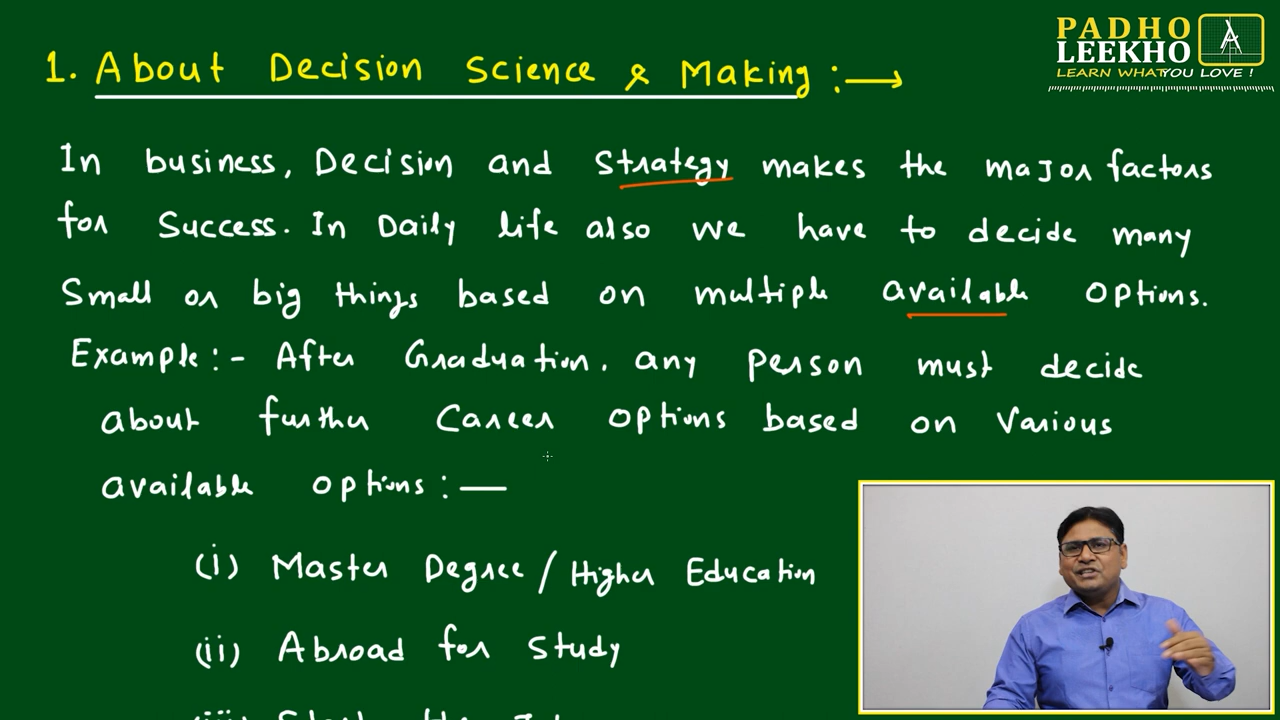 PADHO
LEEKHO
LEARN WHAT YOU LOVE !
1. About Decision Science & Making :→
In business, Decision and Strategy makes the major factors
for Success. In Daily life also we have to decide many
Small or big things based on multiple available options.
Example :- After Graduation, any person must decide
about further Career options based on Various
available options :—
(i) Master Degree / Higher Education
(ii) Abroad for Study